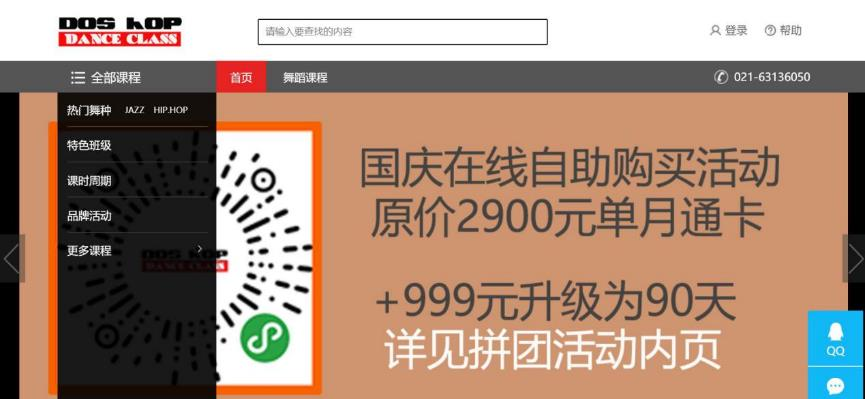 DOS kOP
DANCE CLASS
请输入要查找的内容
登录 帮助
全部课程 首页 舞蹈课程 021-63136050
热门舞种 JAZZ HIP.HOP
特色班级
课时周期
品牌活动
更多课程
DOS kOP
DANCE CLASS
国庆在线自助购买活动
原价2900元单月通卡
+999元升级为90天
详见拼团活动内页
QQ